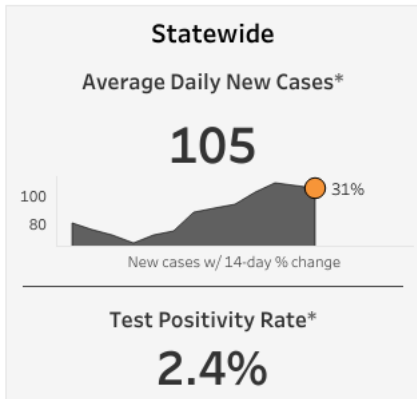 Statewide
Average Daily New Cases*
105
100
31%
80
New cases w/ 14-day % change
Test Positivity Rate*
2.4%